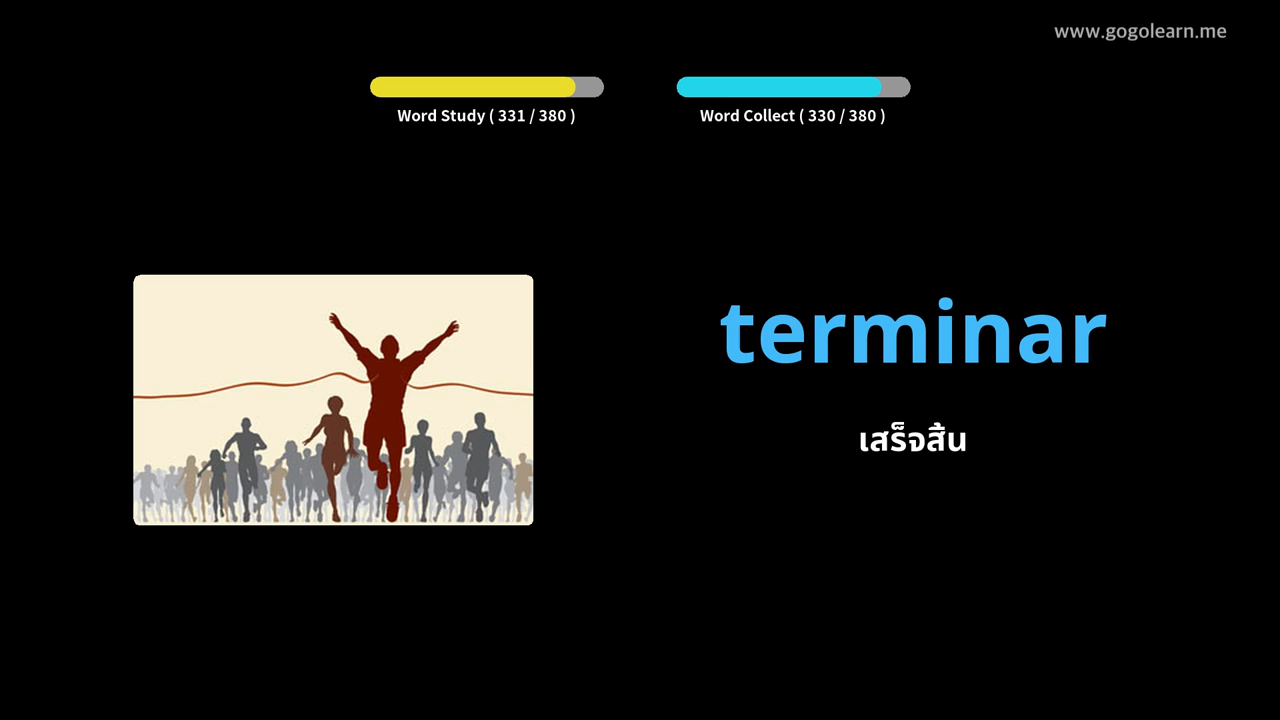 www.gogolearn.me
Word Study ( 331 / 380 )
Word Collect ( 330 / 380 )
terminar
เสร็จสิ้น